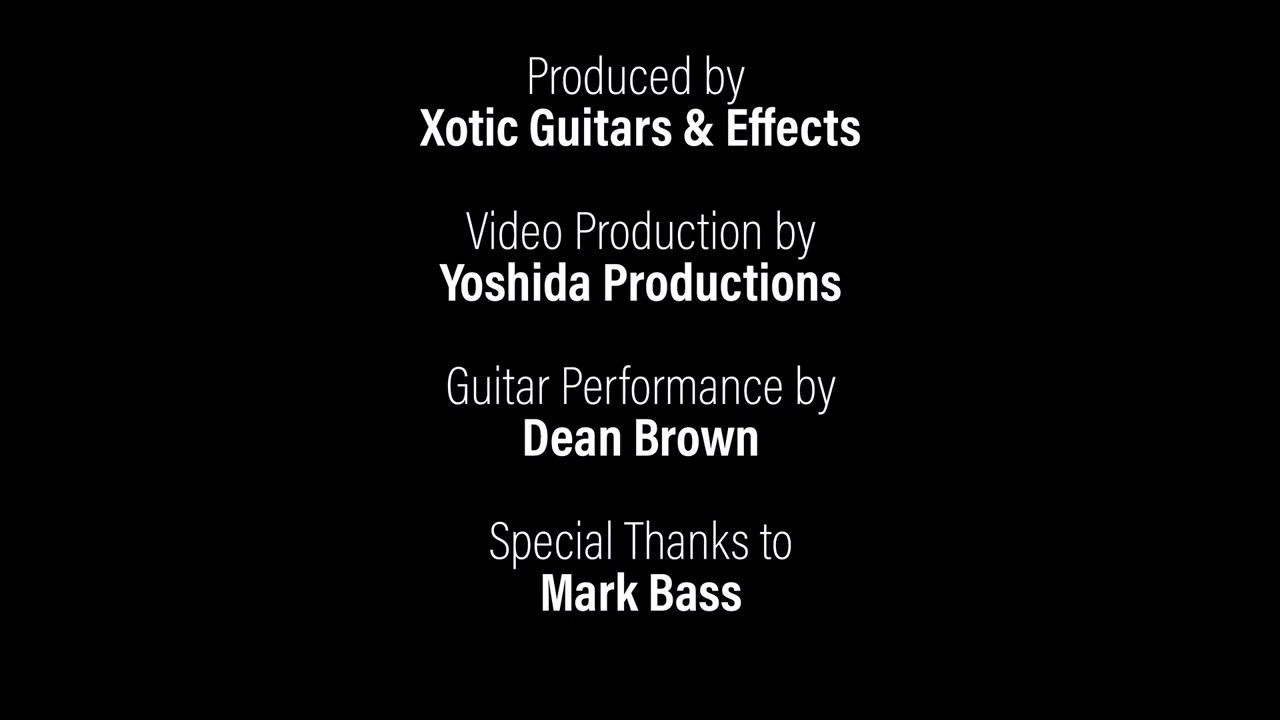 Produced by
Xotic Guitars & Effects
Video Production by
Yoshida Productions
Guitar Performance by
Dean Brown
Special Thanks to
Mark Bass